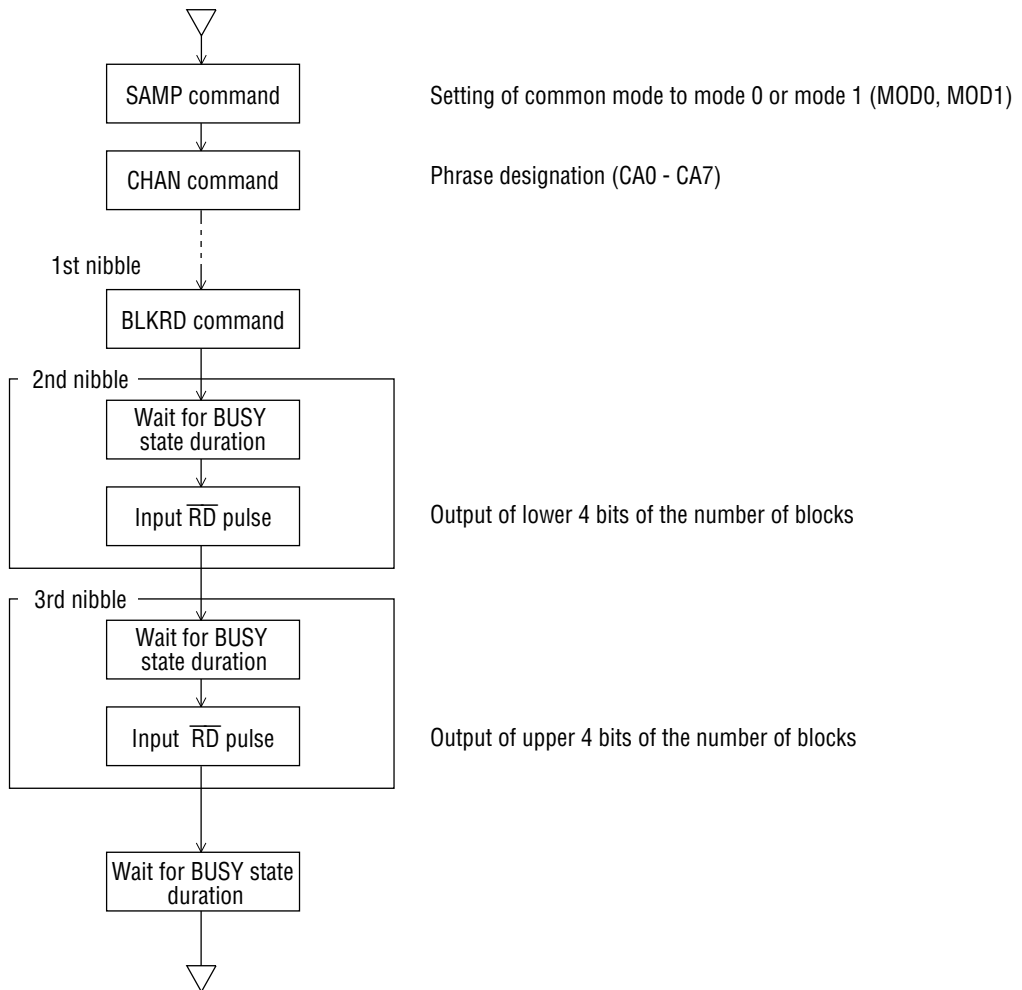 SAMP command
Setting of common mode to mode 0 or mode 1 (MOD0, MOD1)
CHAN command
Phrase designation (CA0 - CA7)
1st nibble
BLKRD command
2nd nibble
Wait for BUSY
state duration
Input R̅D̅ pulse
Output of lower 4 bits of the number of blocks
3rd nibble
Wait for BUSY
state duration
Input R̅D̅ pulse
Output of upper 4 bits of the number of blocks
Wait for BUSY state
duration